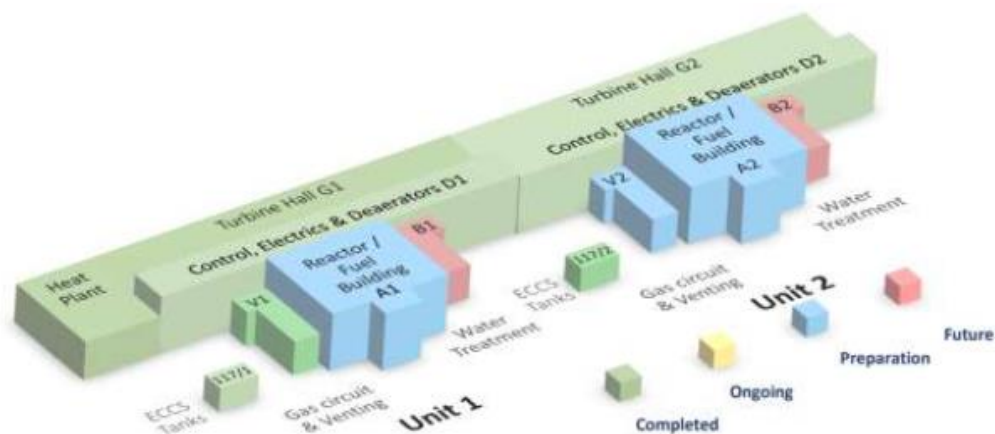 Turbine Hall G2
Control, Electrics & Deaerators D2
Reactor /
Fuel
Building
B2
A2
V2
Water
Treatment
Turbine Hall G1
Control, Electrics & Deaerators D1
Reactor /
Fuel
Building
B1
A1
V1
Heat
Plant
117/2
ECCS
Tanks
Gas circuit
& Venting
Unit 2
Water
Treatment
117/1
ECCS
Tanks
Gas circuit
& Venting
Unit 1
Future
Preparation
Ongoing
Completed